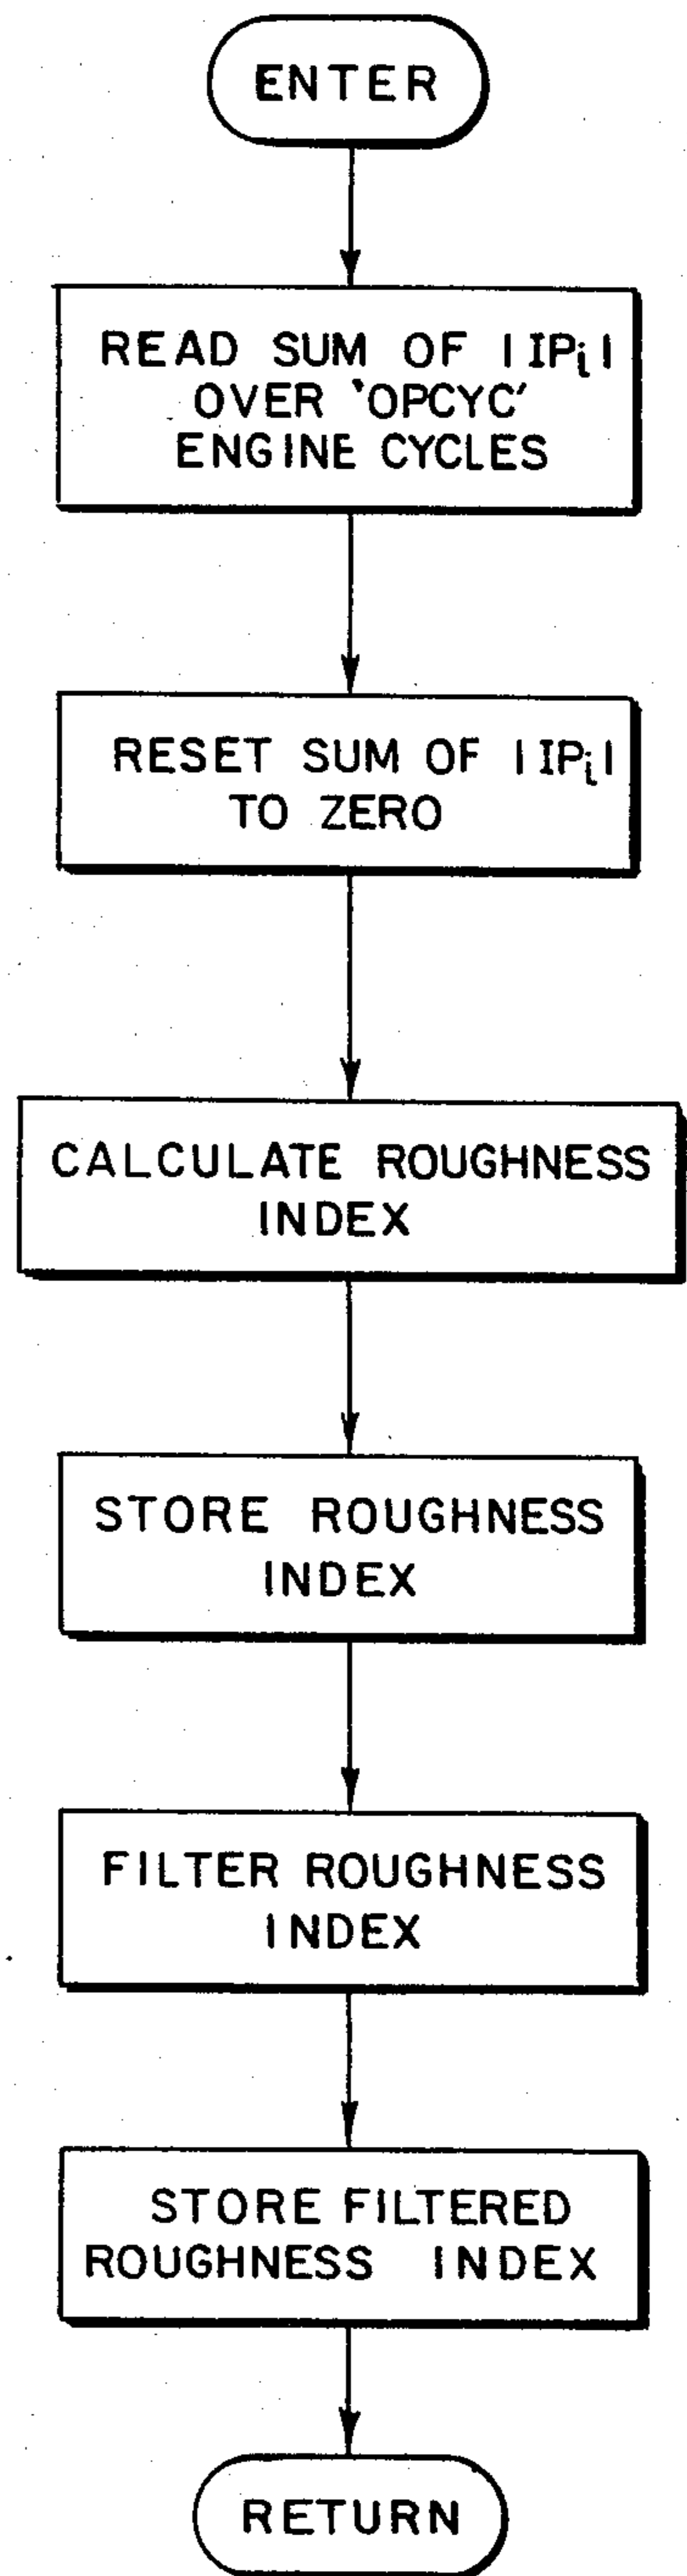 ENTER
READ SUM OF |IPi|
OVER 'OPCYC'
ENGINE CYCLES
RESET SUM OF |IPi|
TO ZERO
CALCULATE ROUGHNESS
INDEX
STORE ROUGHNESS
INDEX
FILTER ROUGHNESS
INDEX
STORE FILTERED
ROUGHNESS INDEX
RETURN